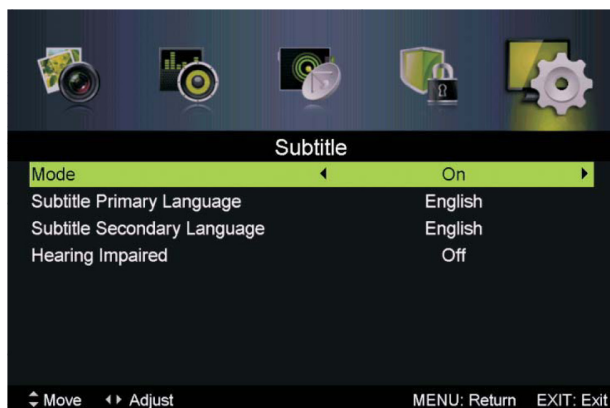 Subtitle
Mode On
Subtitle Primary Language English
Subtitle Secondary Language English
Hearing Impaired Off
Move Adjust MENU: Return EXIT: Exit